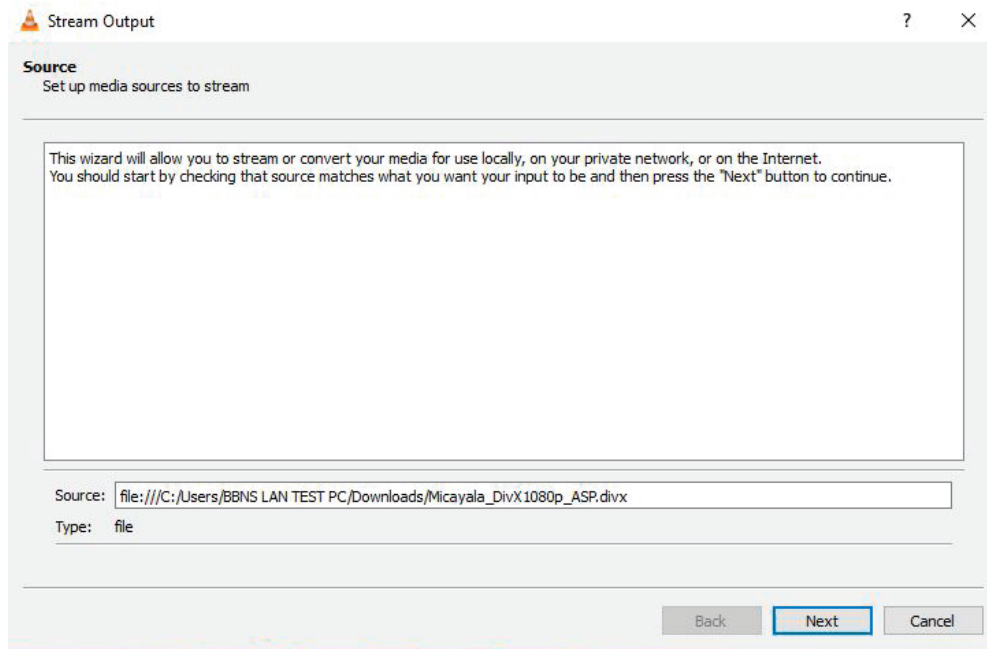 Stream Output
?
Source
Set up media sources to stream
This wizard will allow you to stream or convert your media for use locally, on your private network, or on the Internet.
You should start by checking that source matches what you want your input to be and then press the "Next" button to continue.
Source: file:///C:/Users/BBNS LAN TEST PC/Downloads/Micayala_DivX1080p_ASP.divx
Type: file
Back Next Cancel